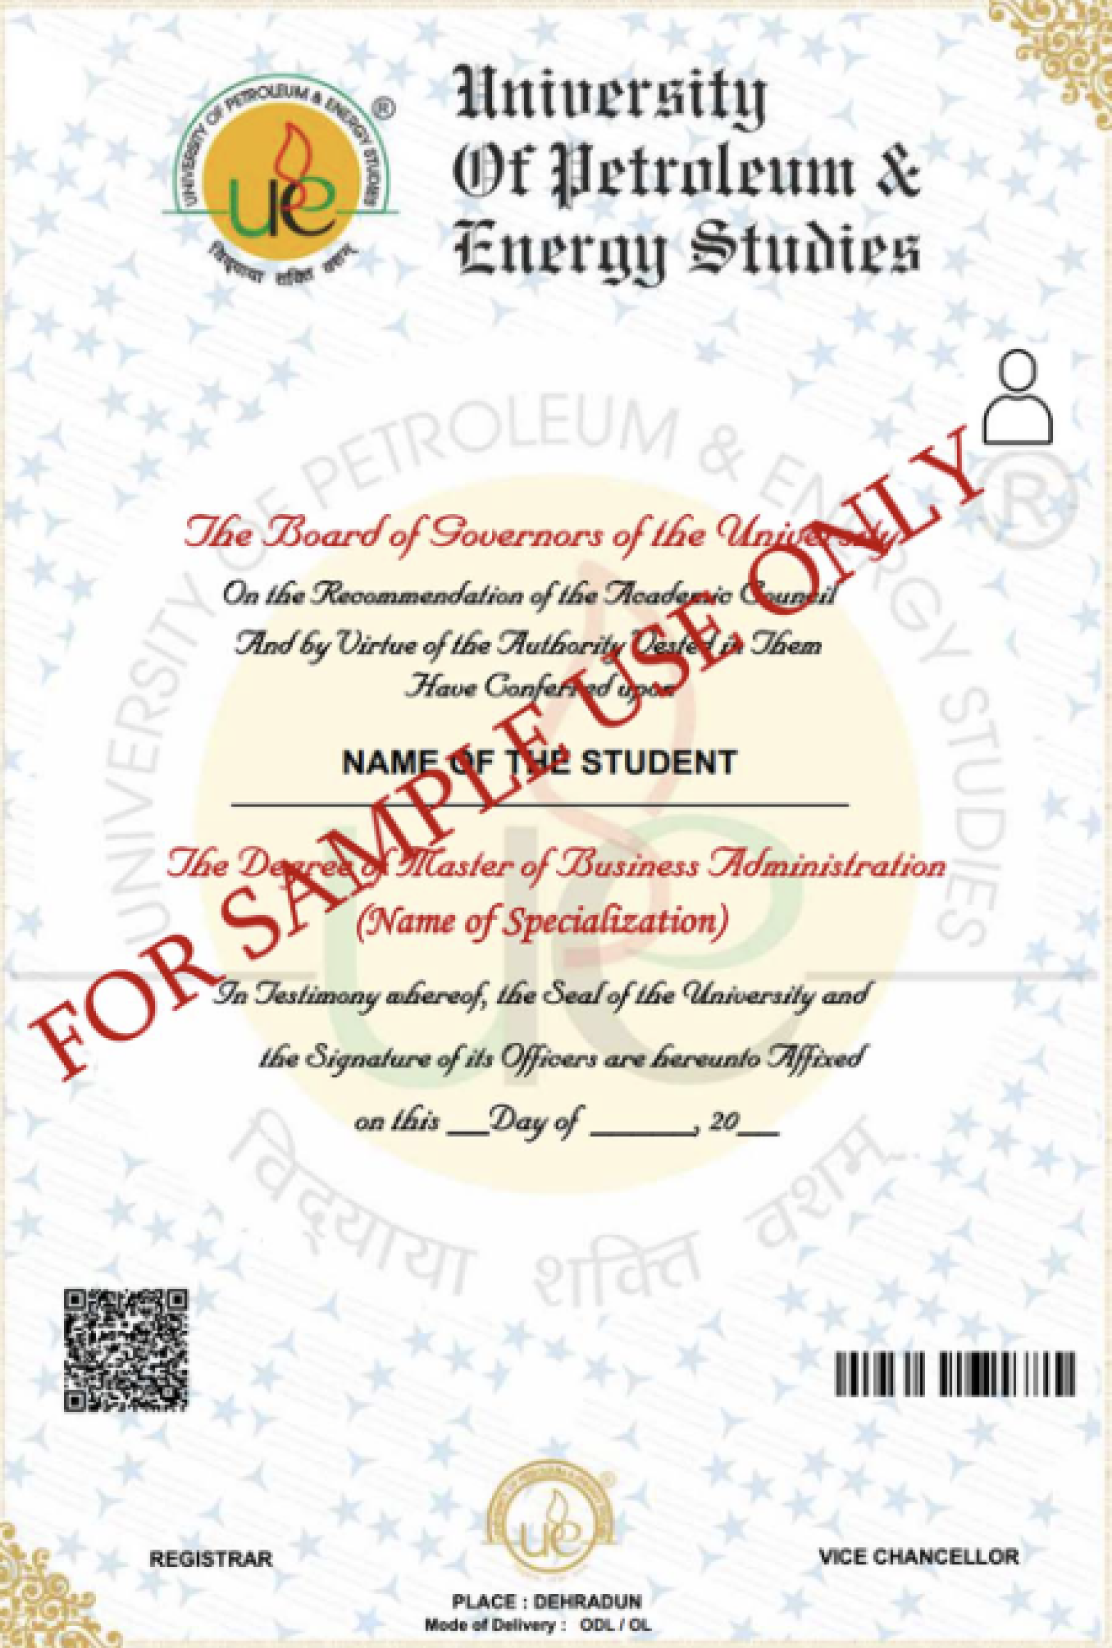 UNIVERSITY OF PETROLEUM & ENERGY STUDIES
®
ue
विद्याया शक्ति वशम्
University
Of Petroleum &
Energy Studies
UNIVERSITY OF PETROLEUM & ENERGY STUDIES
®
The Board of Governors of the University
On the Recommendation of the Academic Council
And by Virtue of the Authority Vested in Them
Have Conferred upon
NAME OF THE STUDENT
FOR SAMPLE USE ONLY
The Degree of Master of Business Administration
(Name of Specialization)
ue
In Testimony whereof, the Seal of the University and
the Signature of its Officers are hereunto Affixed
on this __Day of ______, 20__
विद्याया शक्ति वशम्
ue
REGISTRAR
VICE CHANCELLOR
PLACE : DEHRADUN
Mode of Delivery : ODL / OL